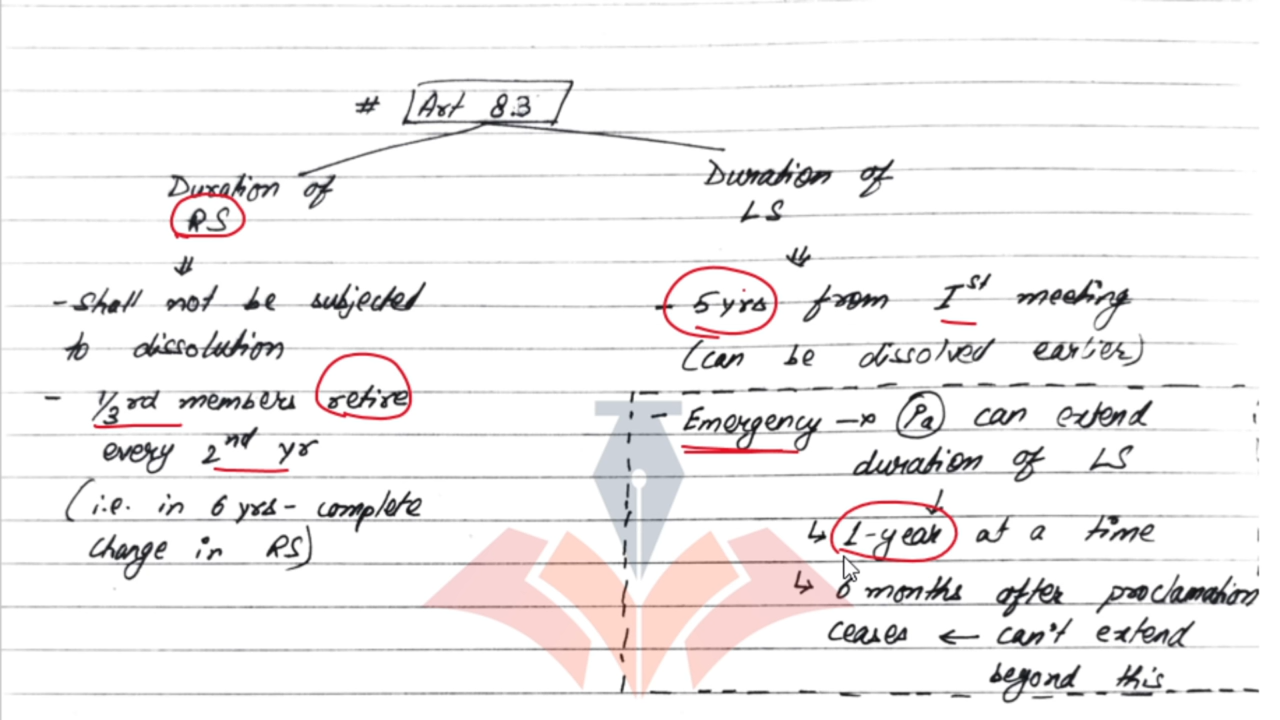 # Art 83
Duration of
RS
- Shall not be subjected
to dissolution
- 1/3rd members retire
every 2nd yr
(i.e. in 6 yrs - complete
change in RS)
Duration of
LS
- 5 yrs from Ist meeting
(can be dissolved earlier)
- Emergency → Pa can extend
duration of LS
↳ 1-year at a time
↳ 6 months after proclamation
ceases ← can't extend
beyond this